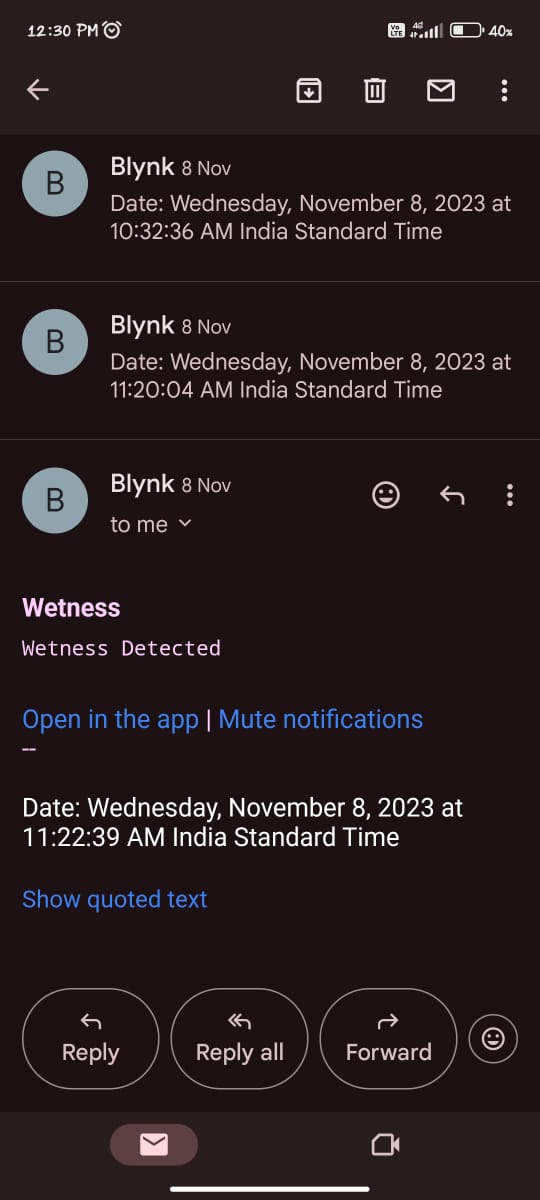 12:30 PM Vo LTE 4G 40%
B
Blynk 8 Nov
Date: Wednesday, November 8, 2023 at
10:32:36 AM India Standard Time
B
Blynk 8 Nov
Date: Wednesday, November 8, 2023 at
11:20:04 AM India Standard Time
B
Blynk 8 Nov
to me
Wetness
Wetness Detected
Open in the app | Mute notifications
--
Date: Wednesday, November 8, 2023 at
11:22:39 AM India Standard Time
Show quoted text
Reply Reply all Forward